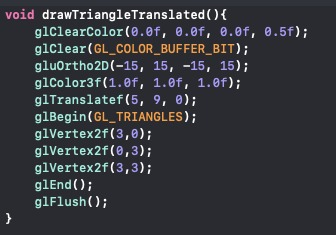 void drawTriangleTranslated(){
glClearColor(0.0f, 0.0f, 0.0f, 0.5f);
glClear(GL_COLOR_BUFFER_BIT);
gluOrtho2D(-15, 15, -15, 15);
glColor3f(1.0f, 1.0f, 1.0f);
glTranslatef(5, 9, 0);
glBegin(GL_TRIANGLES);
glVertex2f(3,0);
glVertex2f(0,3);
glVertex2f(3,3);
glEnd();
glFlush();
}